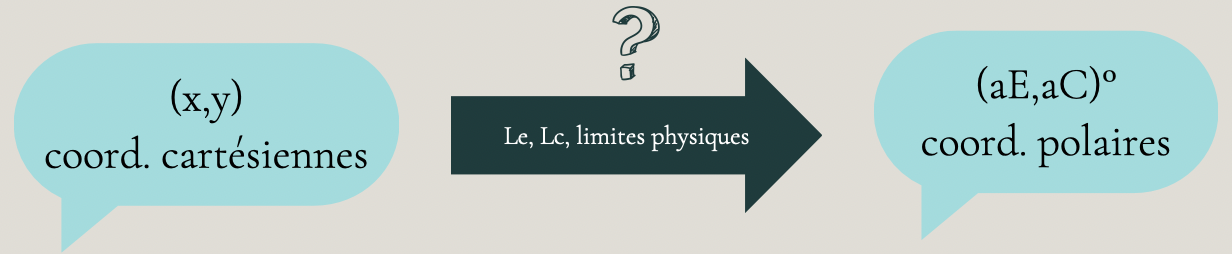 (x,y)
coord. cartésiennes
?
Le, Lc, limites physiques
(aE,aC)°
coord. polaires